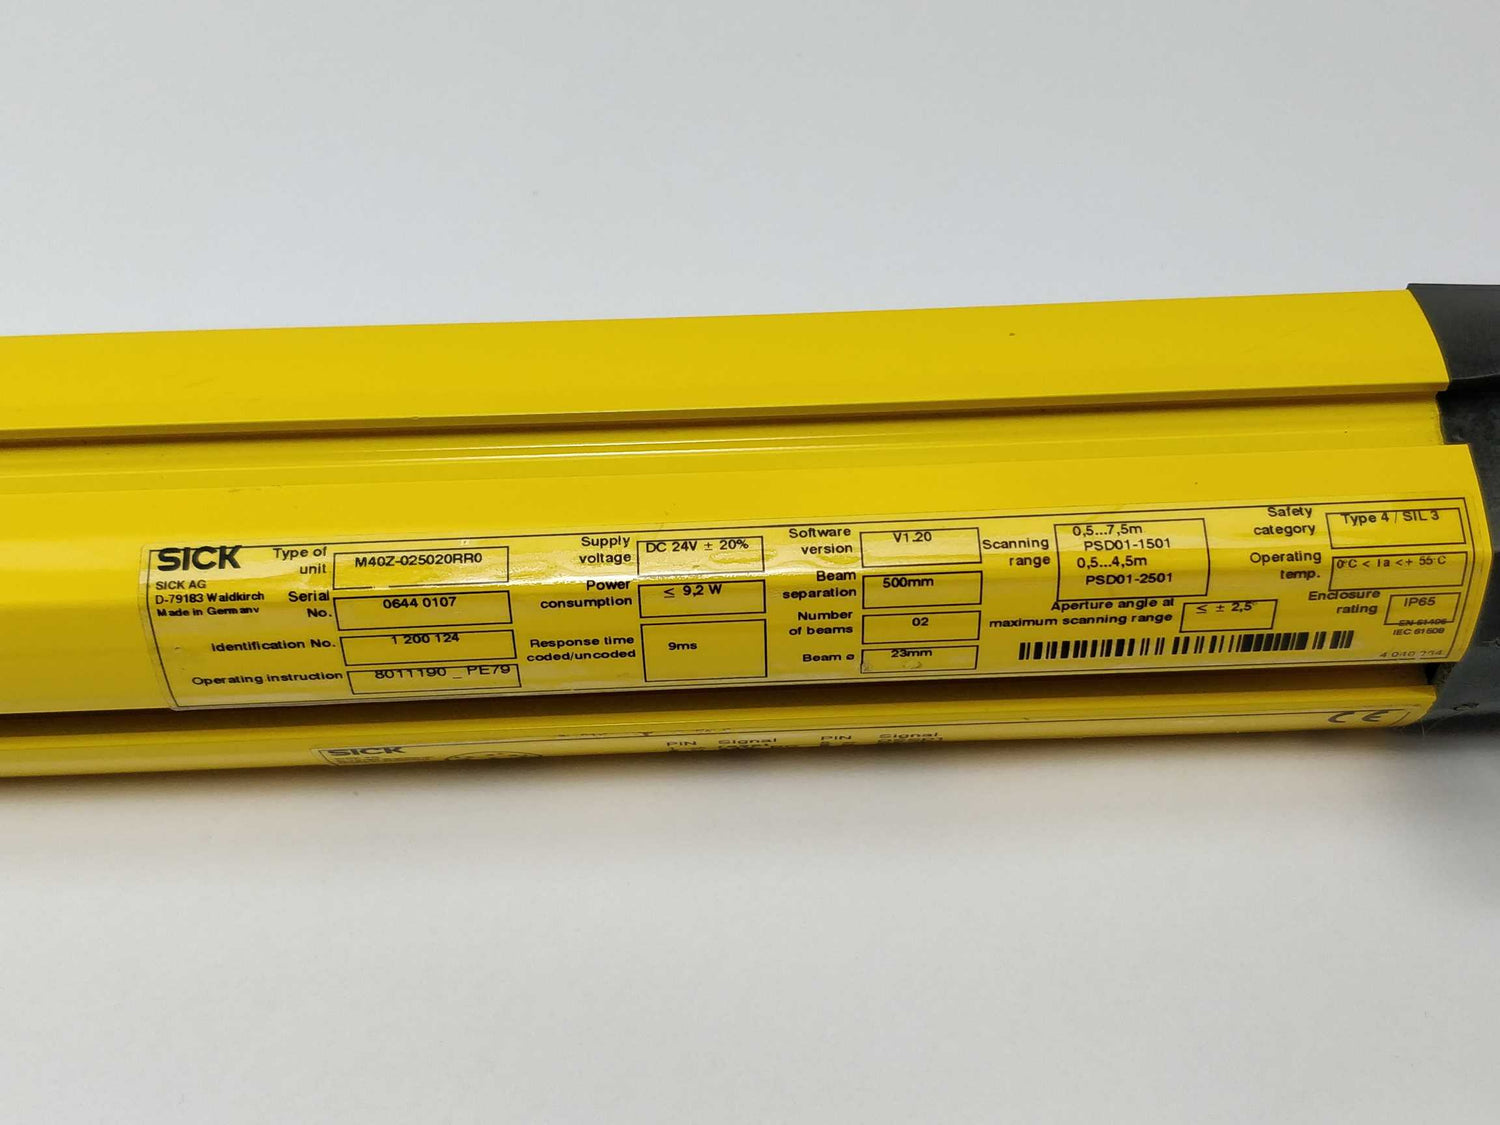 SICK
SICK AG
D-79183 Waldkirch
Made in Germany
Type of unit M40Z-025020RR0
Serial No. 0644 0107
Identification No. 1 200 124
Operating instruction 8011190 _ PE79
Supply voltage DC 24V ± 20%
Power consumption ≤ 9,2 W
Response time coded/uncoded 9ms
Software version V1.20
Beam separation 500mm
Number of beams 02
Beam ø 23mm
Scanning range
0,5...7,5m
PSD01-1501
0,5...4,5m
PSD01-2501
Aperture angle at maximum scanning range ≤ ± 2,5°
Safety category Type 4 / SIL 3
Operating temp. 0°C < Ta <+ 55°C
Enclosure rating IP65
EN 61496
IEC 61508
SICK
PIN Signal PIN Signal
CE